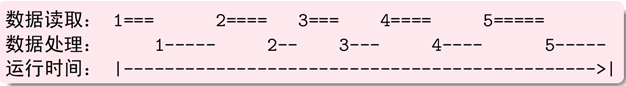 数据读取： 1===      2====   3===    4====     5=====
数据处理：     1-----     2--    3---     4----      5-----
运行时间： |--------------------------------------------->|